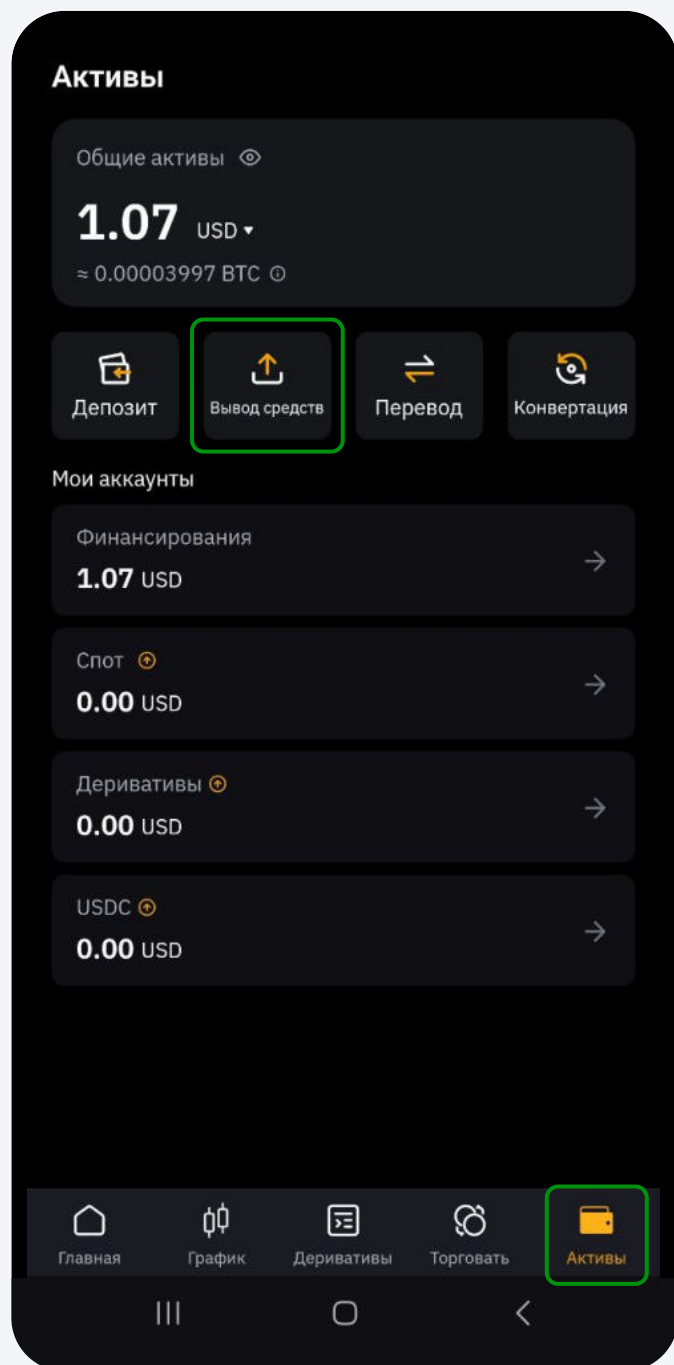 Активы
Общие активы
1.07 USD
≈ 0.00003997 BTC
Депозит Вывод средств Перевод Конвертация
Мои аккаунты
Финансирования
1.07 USD
Спот
0.00 USD
Деривативы
0.00 USD
USDC
0.00 USD
Главная График Деривативы Торговать Активы